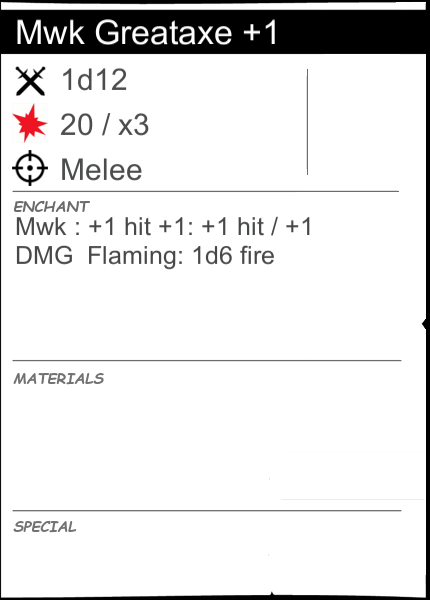 Mwk Greataxe +1
1d12
20 / x3
Melee
ENCHANT
Mwk : +1 hit +1: +1 hit / +1
DMG  Flaming: 1d6 fire
MATERIALS
SPECIAL